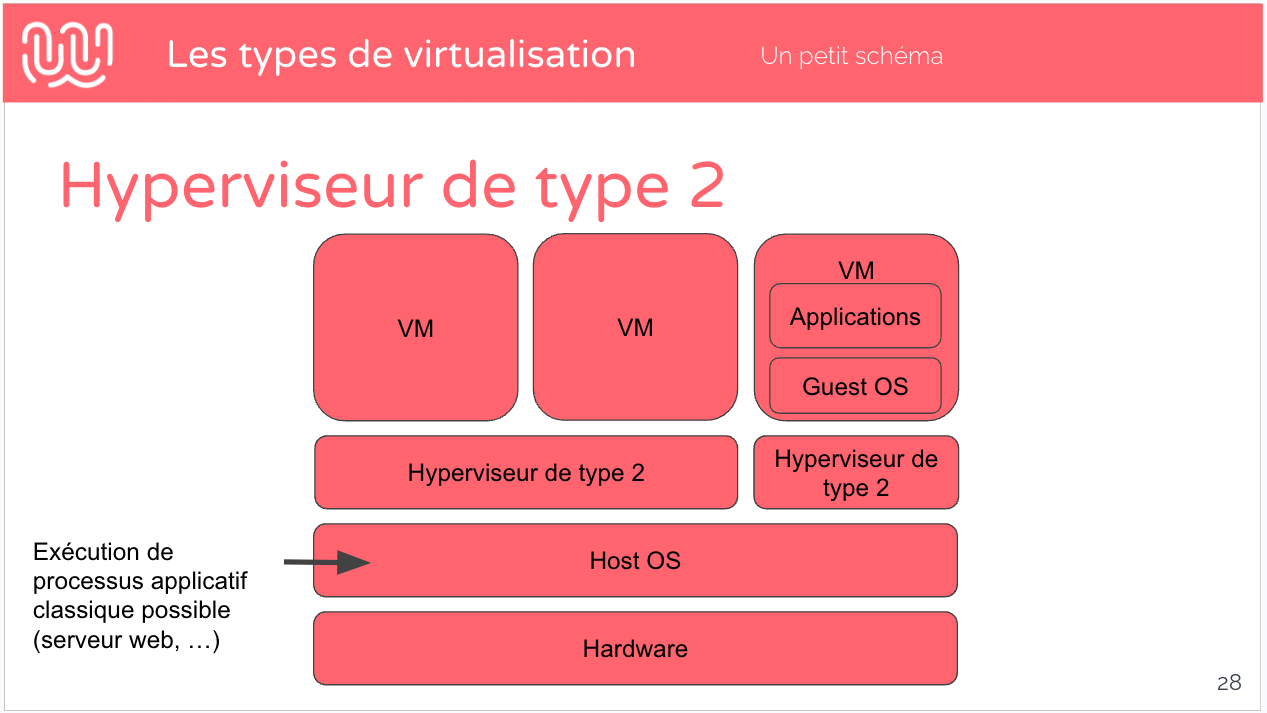 Les types de virtualisation
Un petit schéma
Hyperviseur de type 2
VM
VM
VM
Applications
Guest OS
Hyperviseur de type 2
Hyperviseur de
type 2
Exécution de
processus applicatif
classique possible
(serveur web, …)
Host OS
Hardware
28